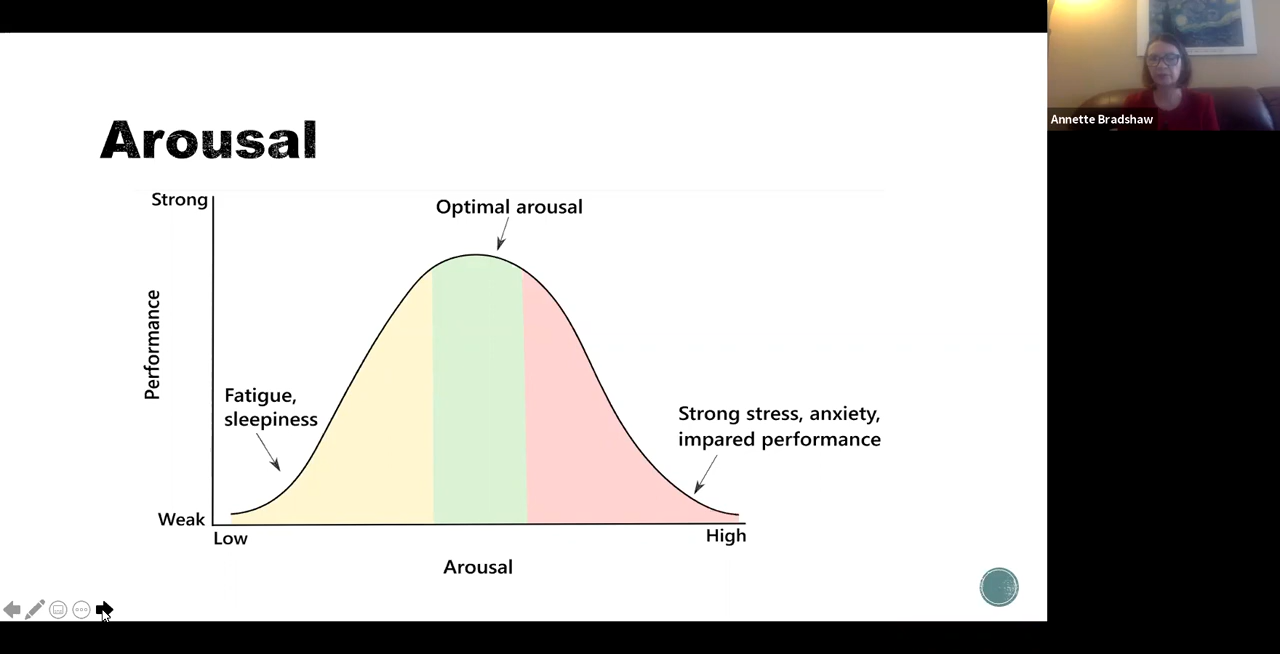 Annette Bradshaw
Arousal
Strong
Optimal arousal
Performance
Fatigue,
sleepiness
Strong stress, anxiety,
impared performance
Weak
Low
High
Arousal